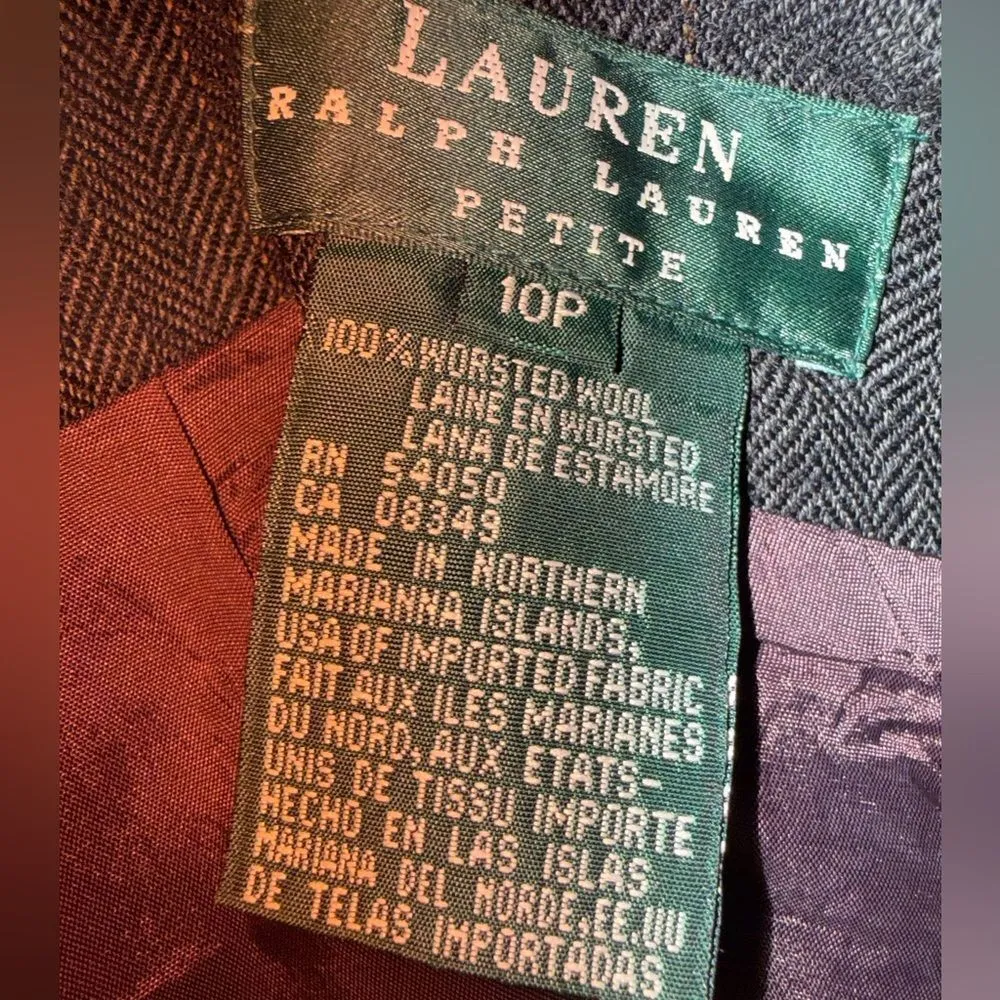 LAUREN
RALPH LAUREN
PETITE
10P
100% WORSTED WOOL
LAINE EN WORSTED
LANA DE ESTAMBRE
RN 54050
CA 08349
MADE IN NORTHERN
MARIANNA ISLANDS,
USA OF IMPORTED FABRIC
FAIT AUX ILES MARIANES
DU NORD, AUX ETATS-
UNIS DE TISSU IMPORTE
HECHO EN LAS ISLAS
MARIANA DEL NORDE,EE.UU
DE TELAS IMPORTADAS